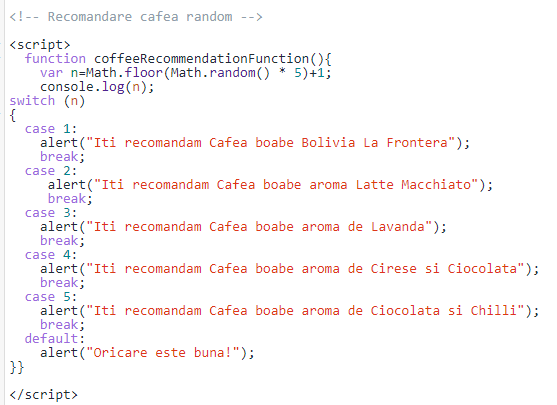 <!-- Recomandare cafea random -->

<script>
  function coffeeRecommendationFunction(){
    var n=Math.floor(Math.random() * 5)+1;
    console.log(n);
switch (n)
{
  case 1:
    alert("Iti recomandam Cafea boabe Bolivia La Frontera");
    break;
  case 2:
     alert("Iti recomandam Cafea boabe aroma Latte Macchiato");
     break;
  case 3:
    alert("Iti recomandam Cafea boabe aroma de Lavanda");
    break;
  case 4:
    alert("Iti recomandam Cafea boabe aroma de Cirese si Ciocolata");
    break;
  case 5:
    alert("Iti recomandam Cafea boabe aroma de Ciocolata si Chilli");
    break;
  default:
    alert("Oricare este buna!");
}}

</script>